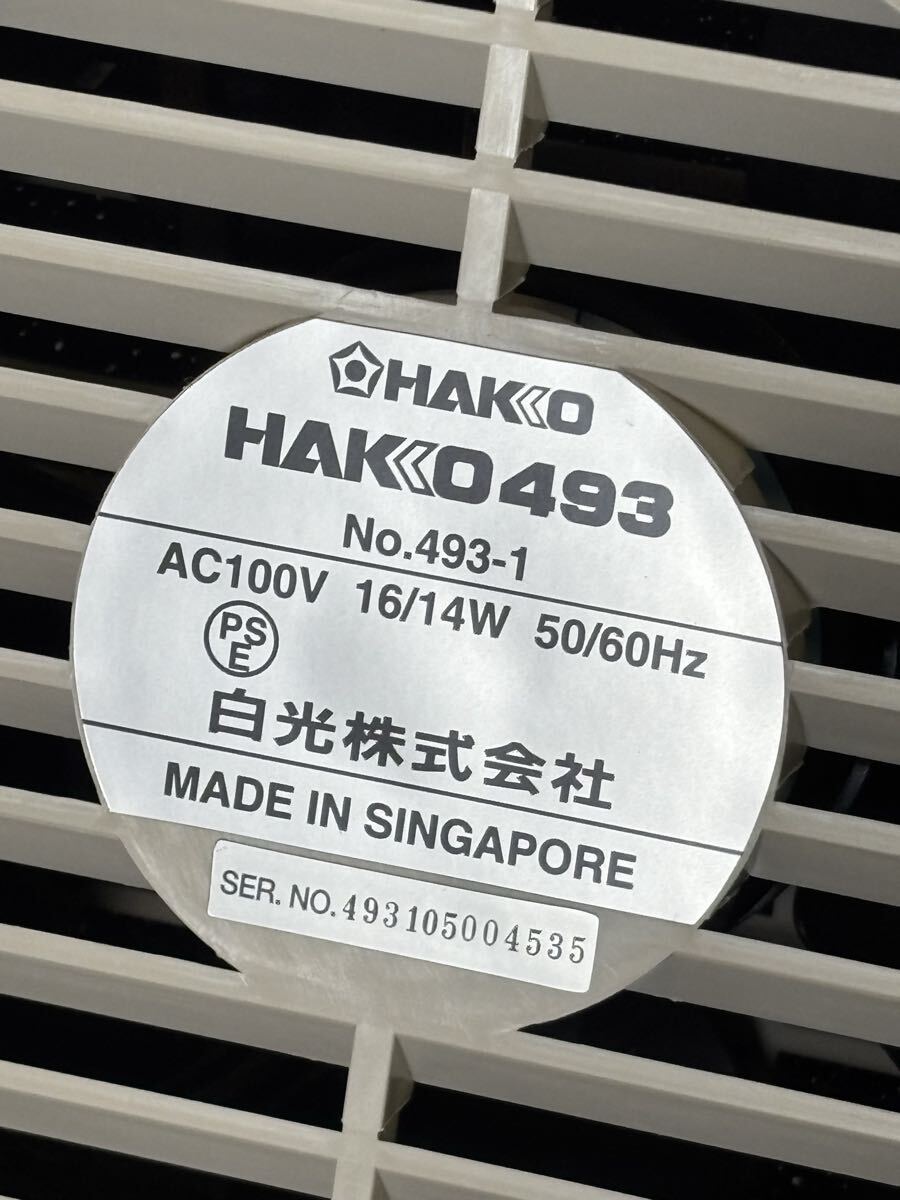 HAKKO
HAKKO 493
No.493-1
AC100V 16/14W 50/60Hz
PSE
白光株式会社
MADE IN SINGAPORE
SER. NO.493105004535